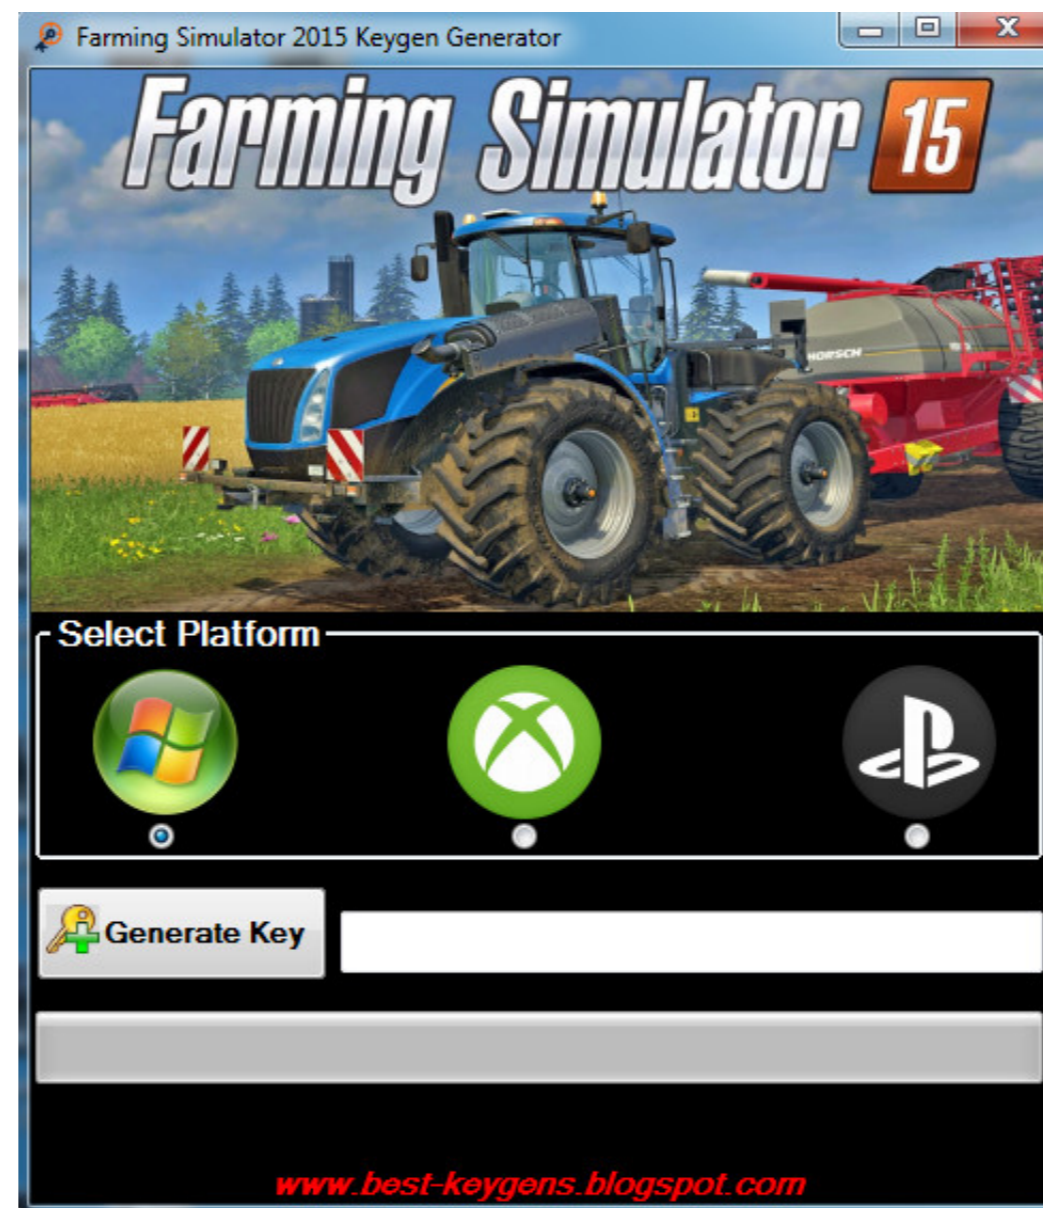 Farming Simulator 2015 Keygen Generator
Farming Simulator 15
HORSCH
Select Platform
Generate Key
www.best-keygens.blogspot.com